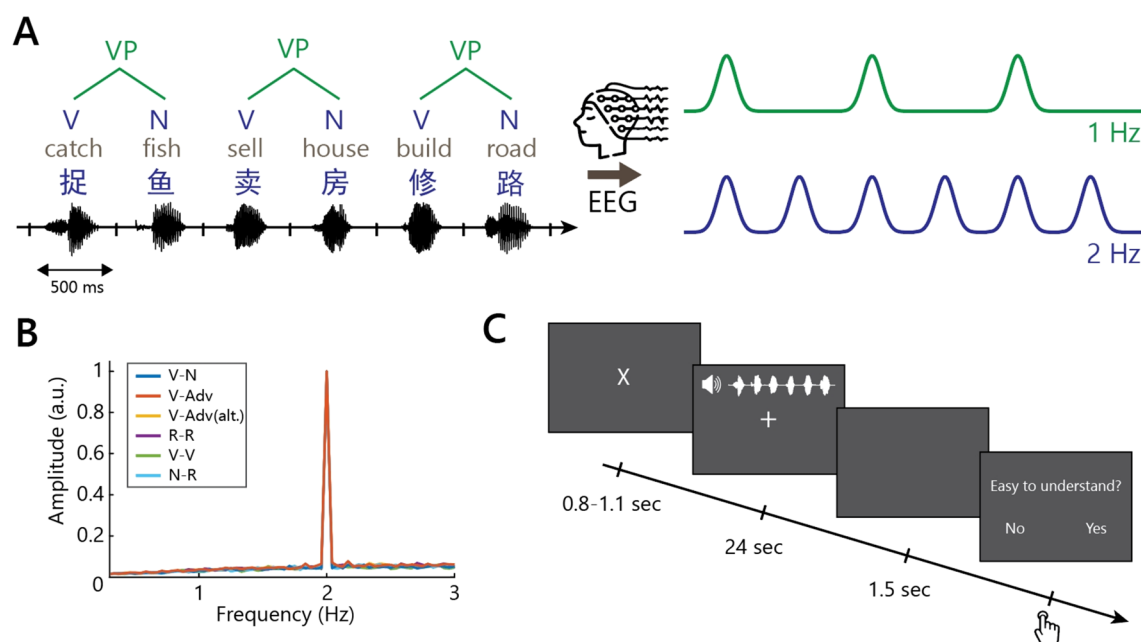 A
VP VP VP
V N V N V N
catch fish sell house build road
捉 鱼 卖 房 修 路
500 ms
EEG
1 Hz
2 Hz
B
Amplitude (a.u.)
1
0.8
0.6
0.4
0.2
0
V-N
V-Adv
V-Adv(alt.)
R-R
V-V
N-R
1 2 3
Frequency (Hz)
C
X
+
Easy to understand?
No Yes
0.8-1.1 sec
24 sec
1.5 sec